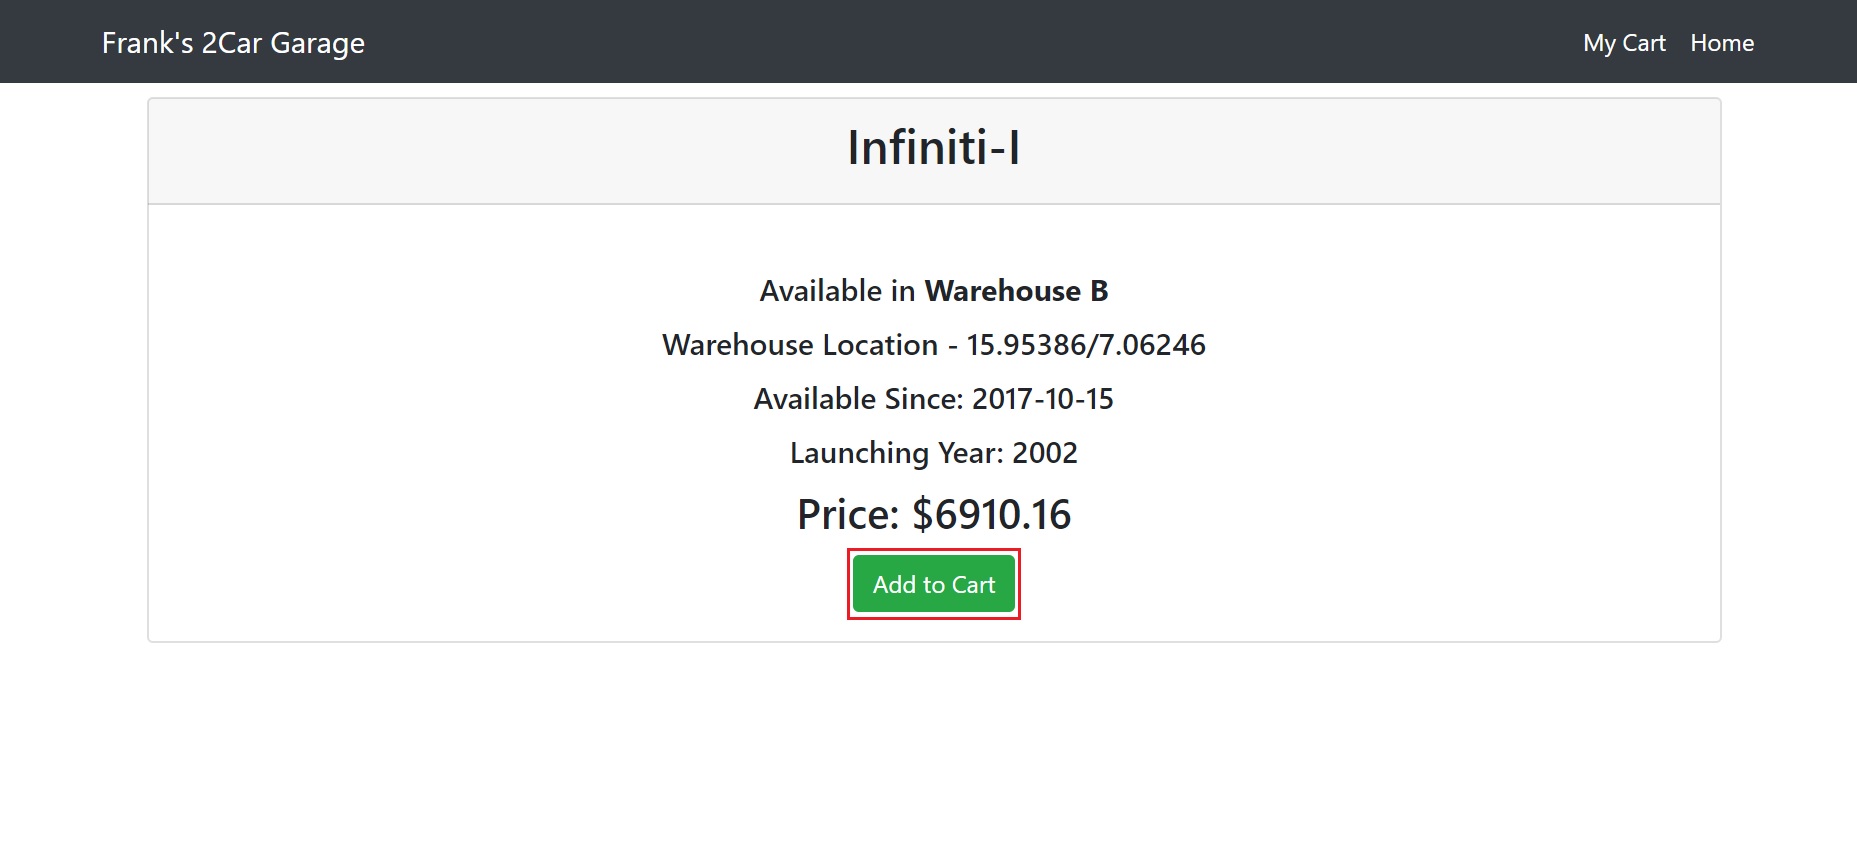 Frank's 2Car Garage
My Cart Home
Infiniti-I
Available in Warehouse B
Warehouse Location - 15.95386/7.06246
Available Since: 2017-10-15
Launching Year: 2002
Price: $6910.16
Add to Cart